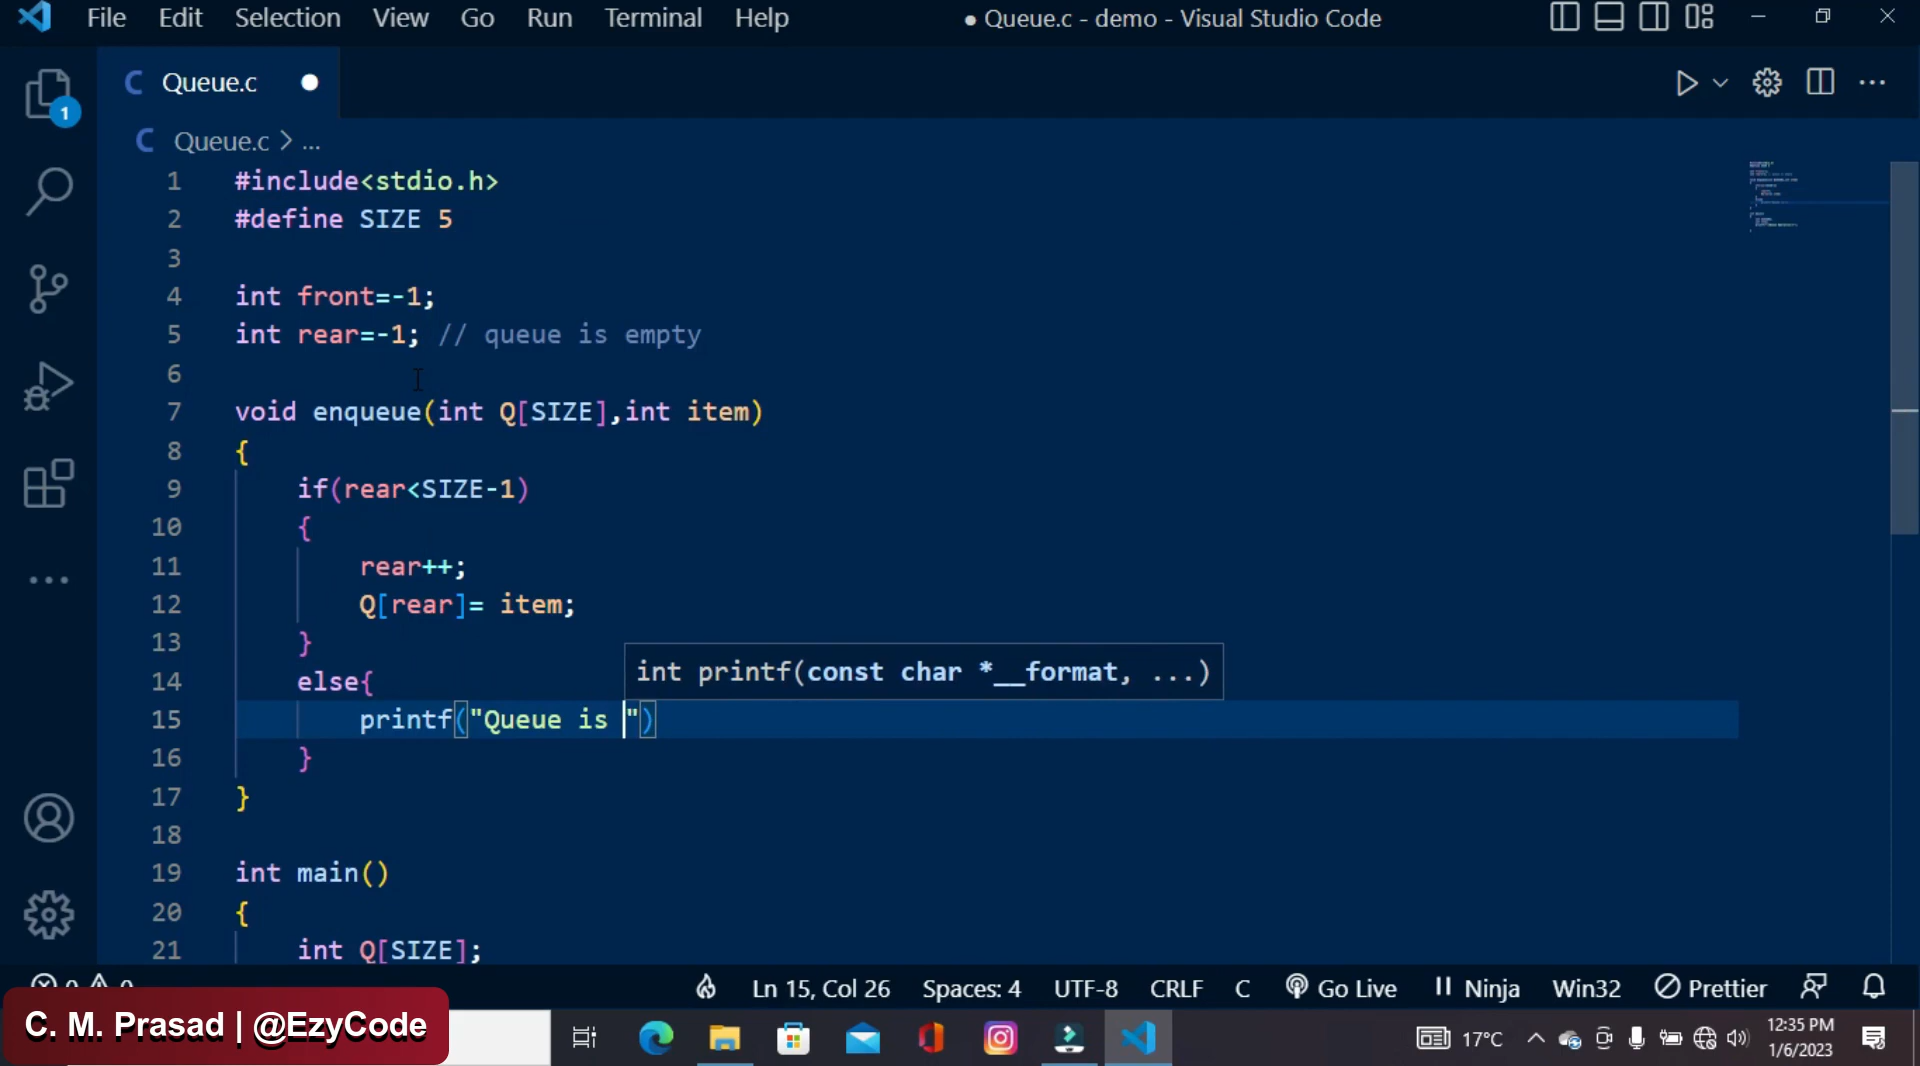 File Edit Selection View Go Run Terminal Help ● Queue.c - demo - Visual Studio Code
C Queue.c ●
1
C Queue.c > ...
1 #include<stdio.h>
2 #define SIZE 5
3
4 int front=-1;
5 int rear=-1; // queue is empty
6
7 void enqueue(int Q[SIZE],int item)
8 {
9 if(rear<SIZE-1)
10 {
11 rear++;
12 Q[rear]= item;
13 }
int printf(const char *__format, ...)
14 else{
15 printf("Queue is ")
16 }
17 }
18
19 int main()
20 {
21 int Q[SIZE];
0 0 Ln 15, Col 26 Spaces: 4 UTF-8 CRLF C Go Live Ninja Win32 Prettier
C. M. Prasad | @EzyCode
17°C
12:35 PM
1/6/2023